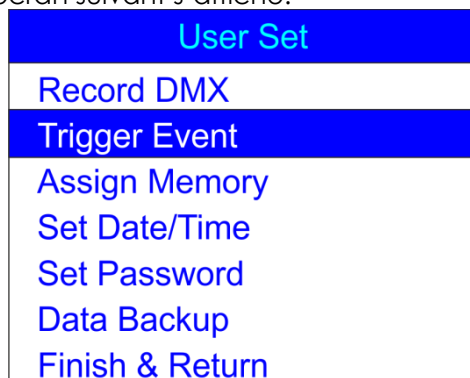 User Set
Record DMX
Trigger Event
Assign Memory
Set Date/Time
Set Password
Data Backup
Finish & Return